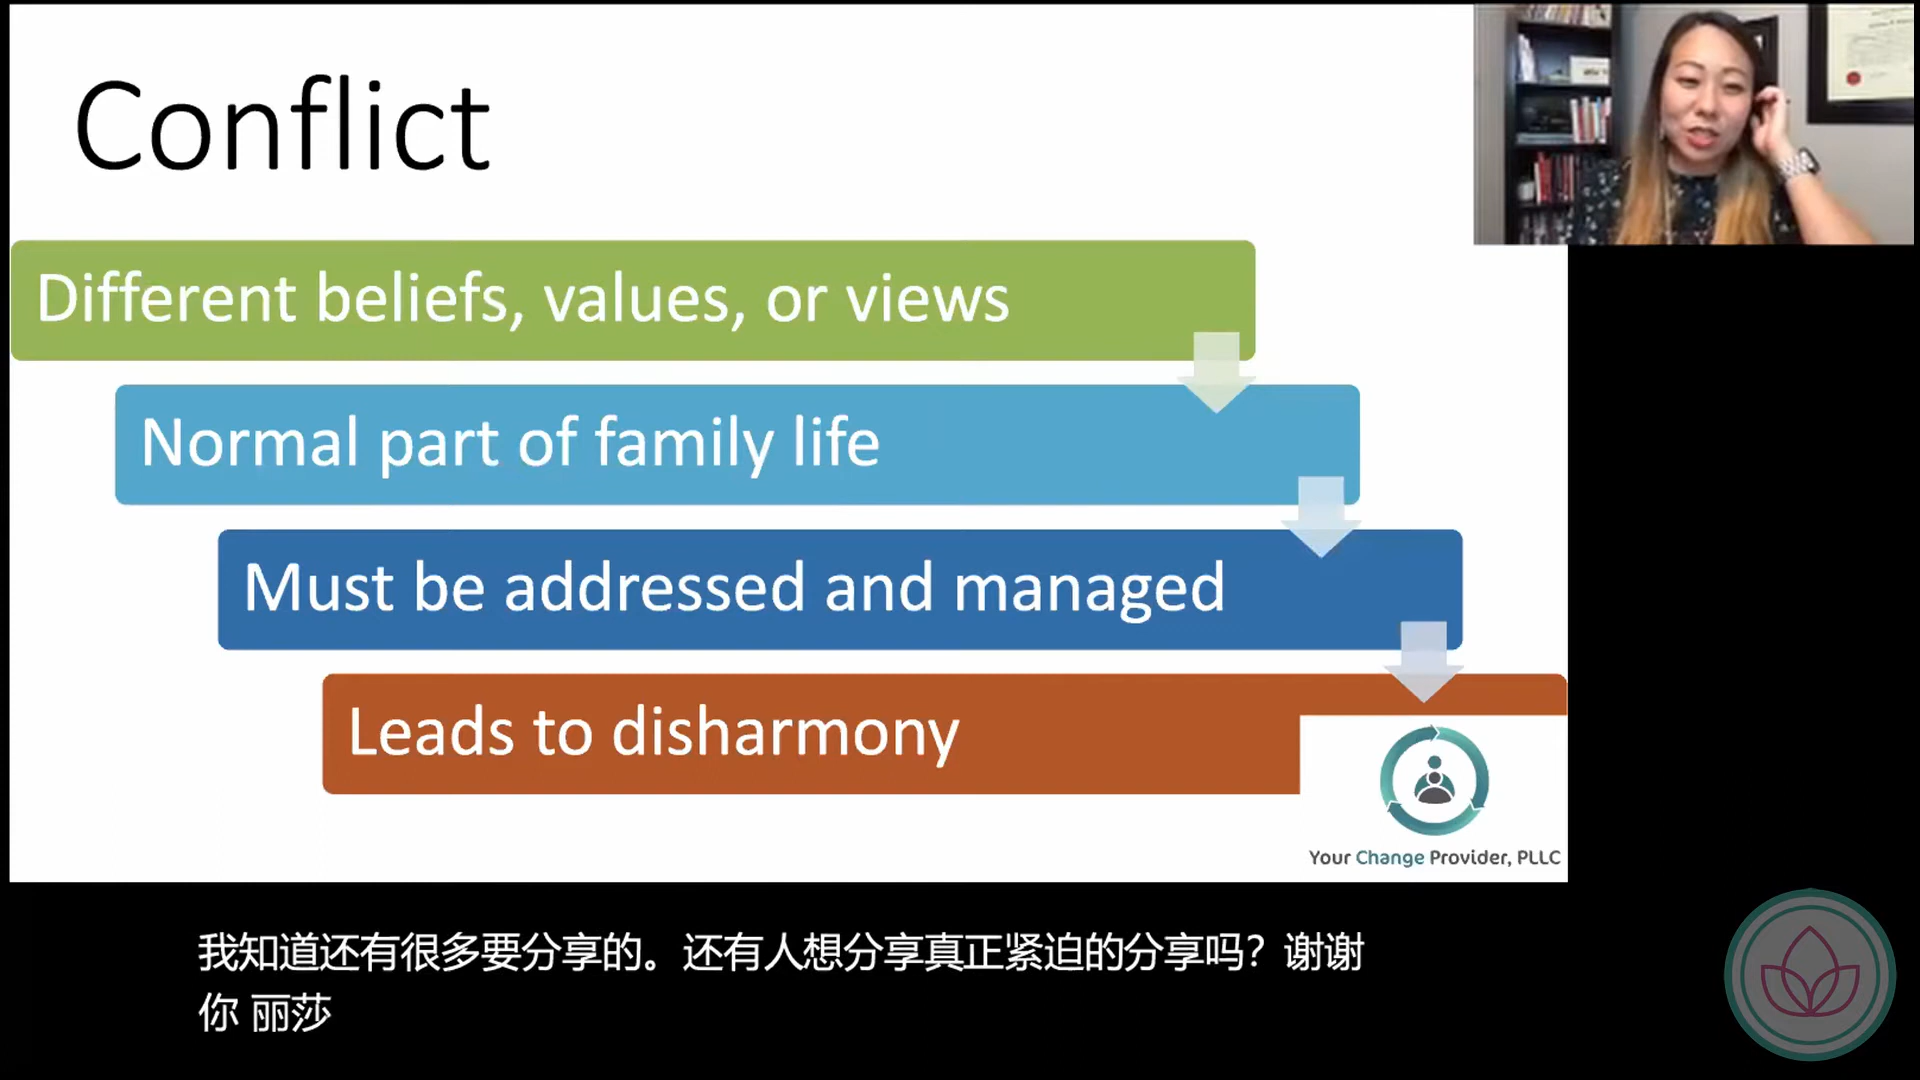 Conflict
Different beliefs, values, or views
Normal part of family life
Must be addressed and managed
Leads to disharmony
Your Change Provider, PLLC
我知道还有很多要分享的。还有人想分享真正紧迫的分享吗？谢谢
你 丽莎